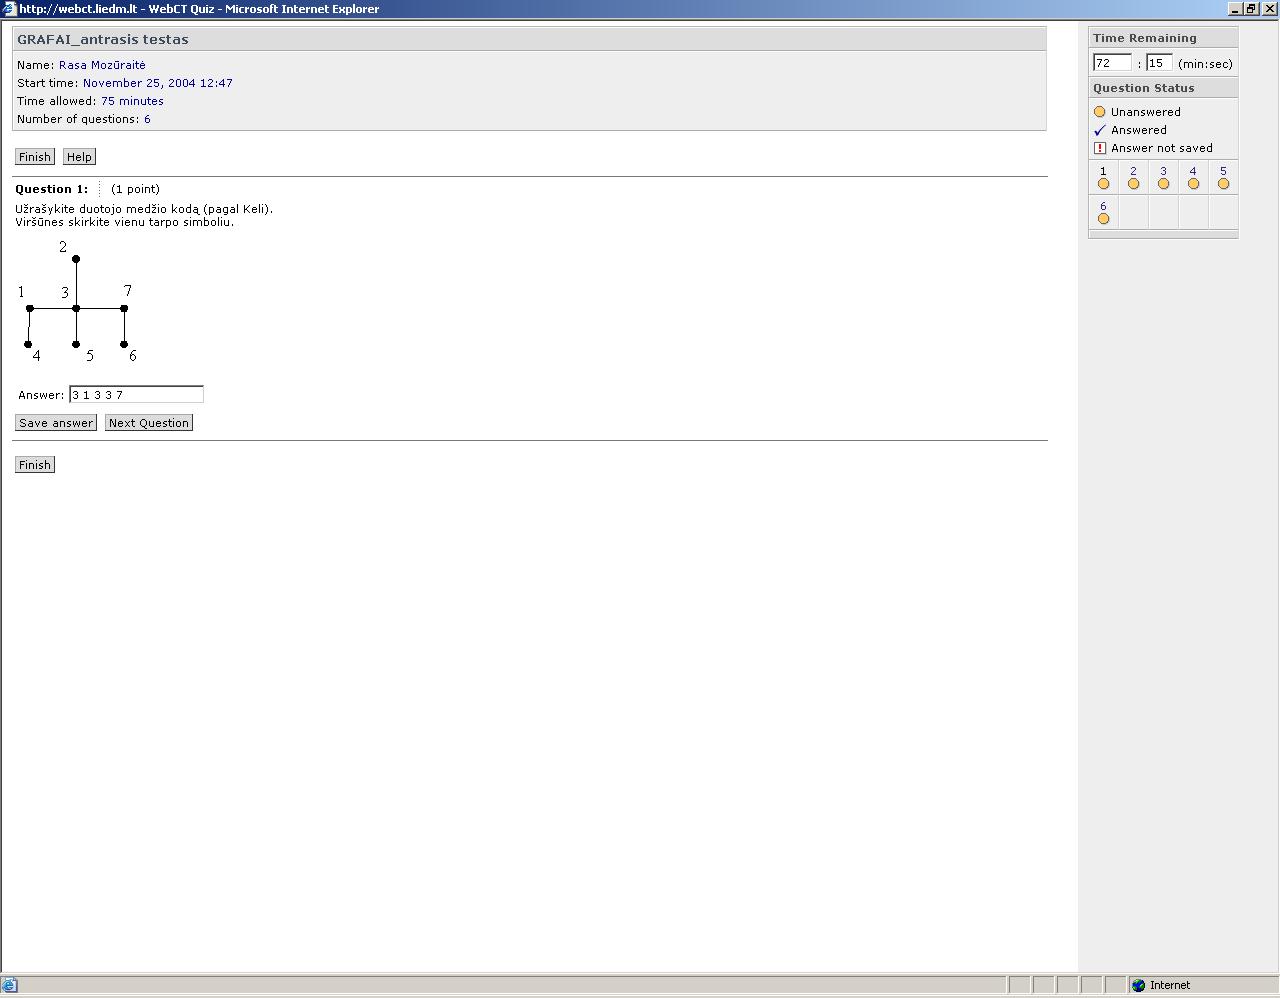 http://webct.liedm.lt - WebCT Quiz - Microsoft Internet Explorer
GRAFAI_antrasis testas
Name: Rasa Mozūraitė
Start time: November 25, 2004 12:47
Time allowed: 75 minutes
Number of questions: 6
Finish Help
Question 1: (1 point)
Užrašykite duotojo medžio kodą (pagal Keli).
Viršūnes skirkite vienu tarpo simboliu.
2
1 3 7
4 5 6
Answer: 3 1 3 3 7
Save answer Next Question
Finish
Time Remaining
72 : 15 (min:sec)
Question Status
Unanswered
Answered
! Answer not saved
1 2 3 4 5
6
Internet